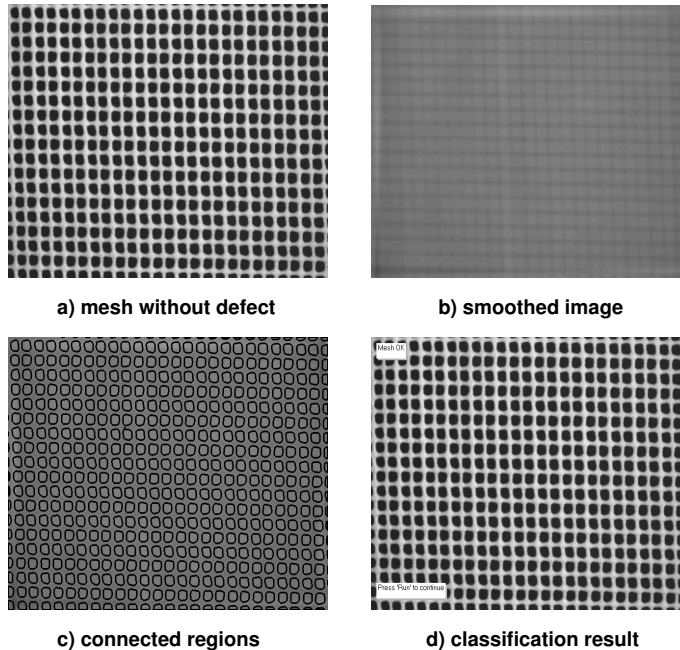 a) mesh without defect
b) smoothed image
Mesh OK
Press 'Run' to continue
c) connected regions
d) classification result